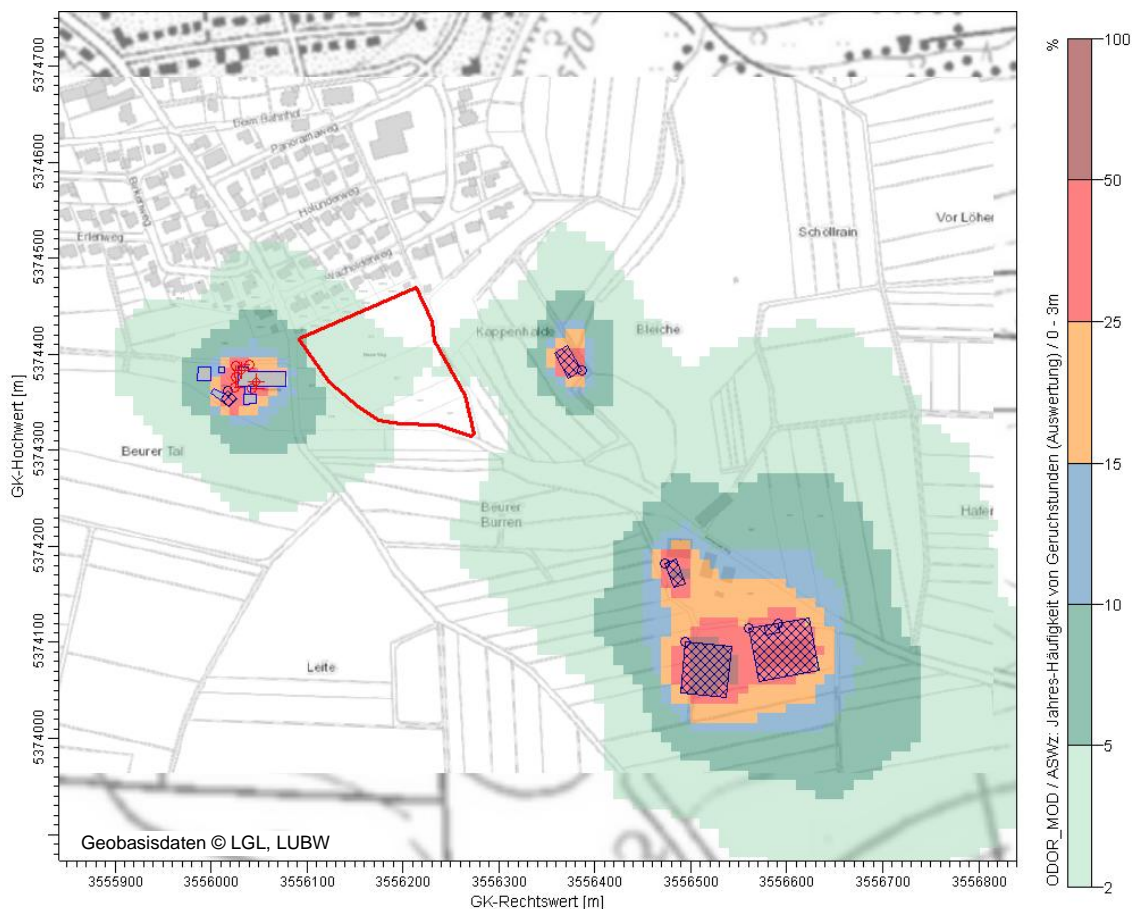 5374700
5374600
5374500
5374400
5374300
5374200
5374100
5374000
GK-Hochwert [m]
570
Beim Bahnhof
Panoramaweg
Birkenweg
Holunderweg
Erlenweg
Wacholderweg
Schöllrain
Vor Löher
Kappenhalde
Bleiche
Beurer Tal
Beurer
Burren
Hafer
Leite
Geobasisdaten © LGL, LUBW
3555900
3556000
3556100
3556200
3556300
3556400
3556500
3556600
3556700
3556800
GK-Rechtswert [m]
%
100
50
25
15
10
5
2
ODOR_MOD / ASWz: Jahres-Häufigkeit von Geruchstunden (Auswertung) / 0 - 3m